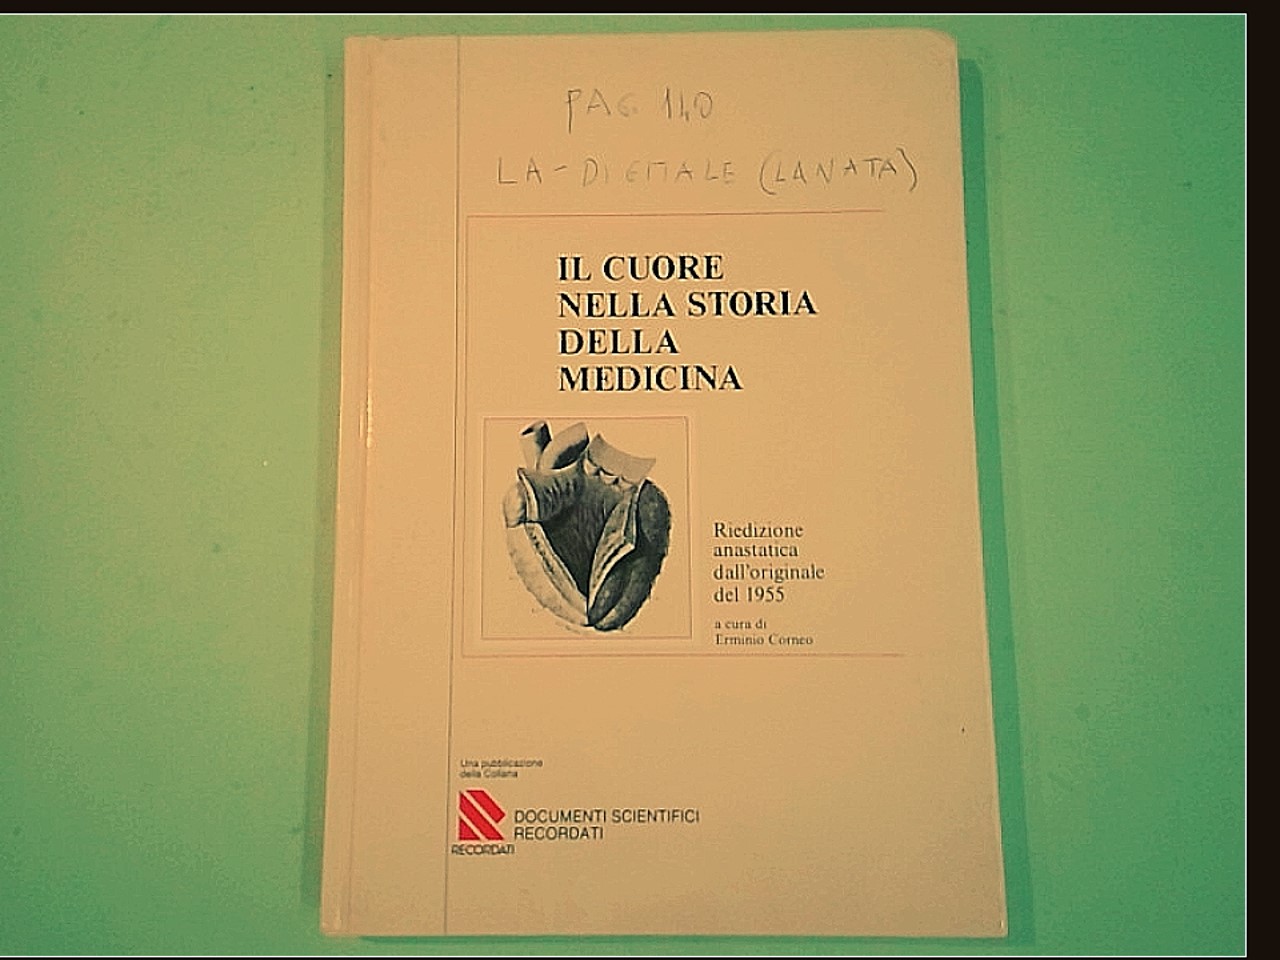 PAG 140
LA-DIGITALE (LANATA)
IL CUORE
NELLA STORIA
DELLA
MEDICINA
Riedizione
anastatica
dall'originale
del 1955
a cura di
Erminio Corneo
Una pubblicazione
della Collana
DOCUMENTI SCIENTIFICI
RECORDATI
RECORDATI